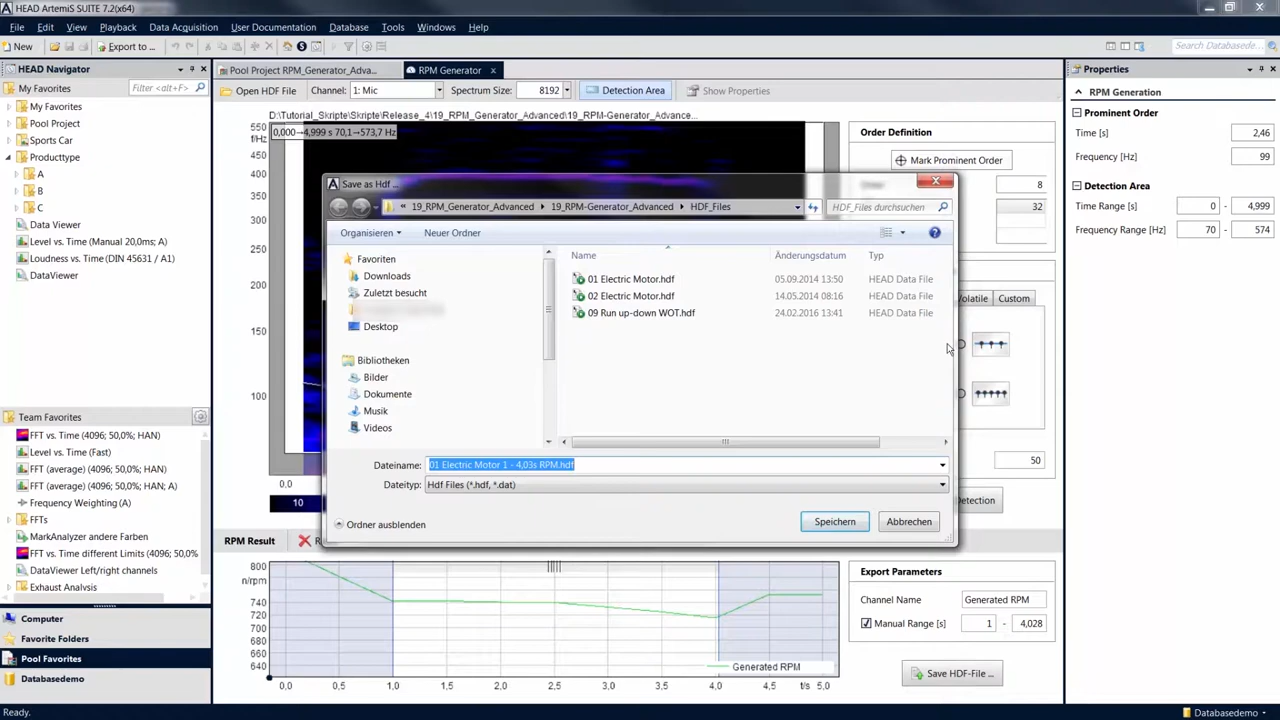 HEAD ArtemiS SUITE 7.2(x64)
File Edit View Playback Data Acquisition User Documentation Database Tools Windows Help
New Export to ... Search Databasedemo
HEAD Navigator
My Favorites Filter <alt+F>
My Favorites
Pool Project
Sports Car
Producttype
A
B
C
Data Viewer
Level vs. Time (Manual 20,0ms; A)
Loudness vs. Time (DIN 45631 / A1)
DataViewer
Team Favorites
FFT vs. Time (4096; 50,0%; HAN)
Level vs. Time (Fast)
FFT (average) (4096; 50,0%; HAN)
FFT (average) (4096; 50,0%; HAN; A)
Frequency Weighting (A)
FFTs
MarkAnalyzer andere Farben
FFT vs. Time different Limits (4096; 50,0%
DataViewer Left/right channels
Exhaust Analysis
Computer
Favorite Folders
Pool Favorites
Databasedemo
Ready.
Pool Project RPM_Generator_Adva... RPM Generator
Open HDF File Channel: 1: Mic Spectrum Size: 8192 Detection Area Show Properties
D:\Tutorial_Skripte\Skripte\Release_4\19_RPM_Generator_Advanced\19_RPM-Generator_Advance...
550
f/Hz
450
400
350
300
200
150
100
0,000→4,999 s 70,1→573,7 Hz
0.0
10
Order Definition
Mark Prominent Order
8
32
Volatile Custom
50
Detection
Save as Hdf ...
« 19_RPM_Generator_Advanced 19_RPM-Generator_Advanced HDF_Files HDF_Files durchsuchen
Organisieren Neuer Ordner
Favoriten
Downloads
Zuletzt besucht
Desktop
Bibliotheken
Bilder
Dokumente
Musik
Videos
Name Änderungsdatum Typ
01 Electric Motor.hdf 05.09.2014 13:50 HEAD Data File
02 Electric Motor.hdf 14.05.2014 08:16 HEAD Data File
09 Run up-down WOT.hdf 24.02.2016 13:41 HEAD Data File
Dateiname: 01 Electric Motor 1 - 4,03s RPM.hdf
Dateityp: Hdf Files (*.hdf, *.dat)
Ordner ausblenden Speichern Abbrechen
RPM Result
800
n/rpm
740
720
700
680
660
640
0,0 0,5 1,0 1,5 2,0 2,5 3,0 3,5 4,0 4,5 t/s 5,0
Generated RPM
Export Parameters
Channel Name Generated RPM
Manual Range [s] 1 - 4,028
Save HDF-File ...
Properties
RPM Generation
Prominent Order
Time [s] 2,46
Frequency [Hz] 99
Detection Area
Time Range [s] 0 - 4,999
Frequency Range [Hz] 70 - 574
Databasedemo